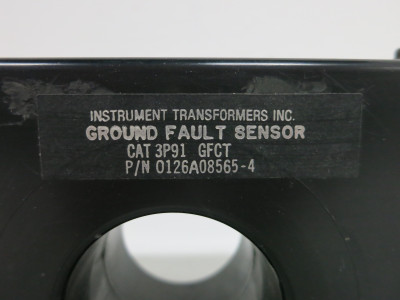 INSTRUMENT TRANSFORMERS INC.
GROUND FAULT SENSOR
CAT 3P91 GFCT
P/N 0126A08565-4